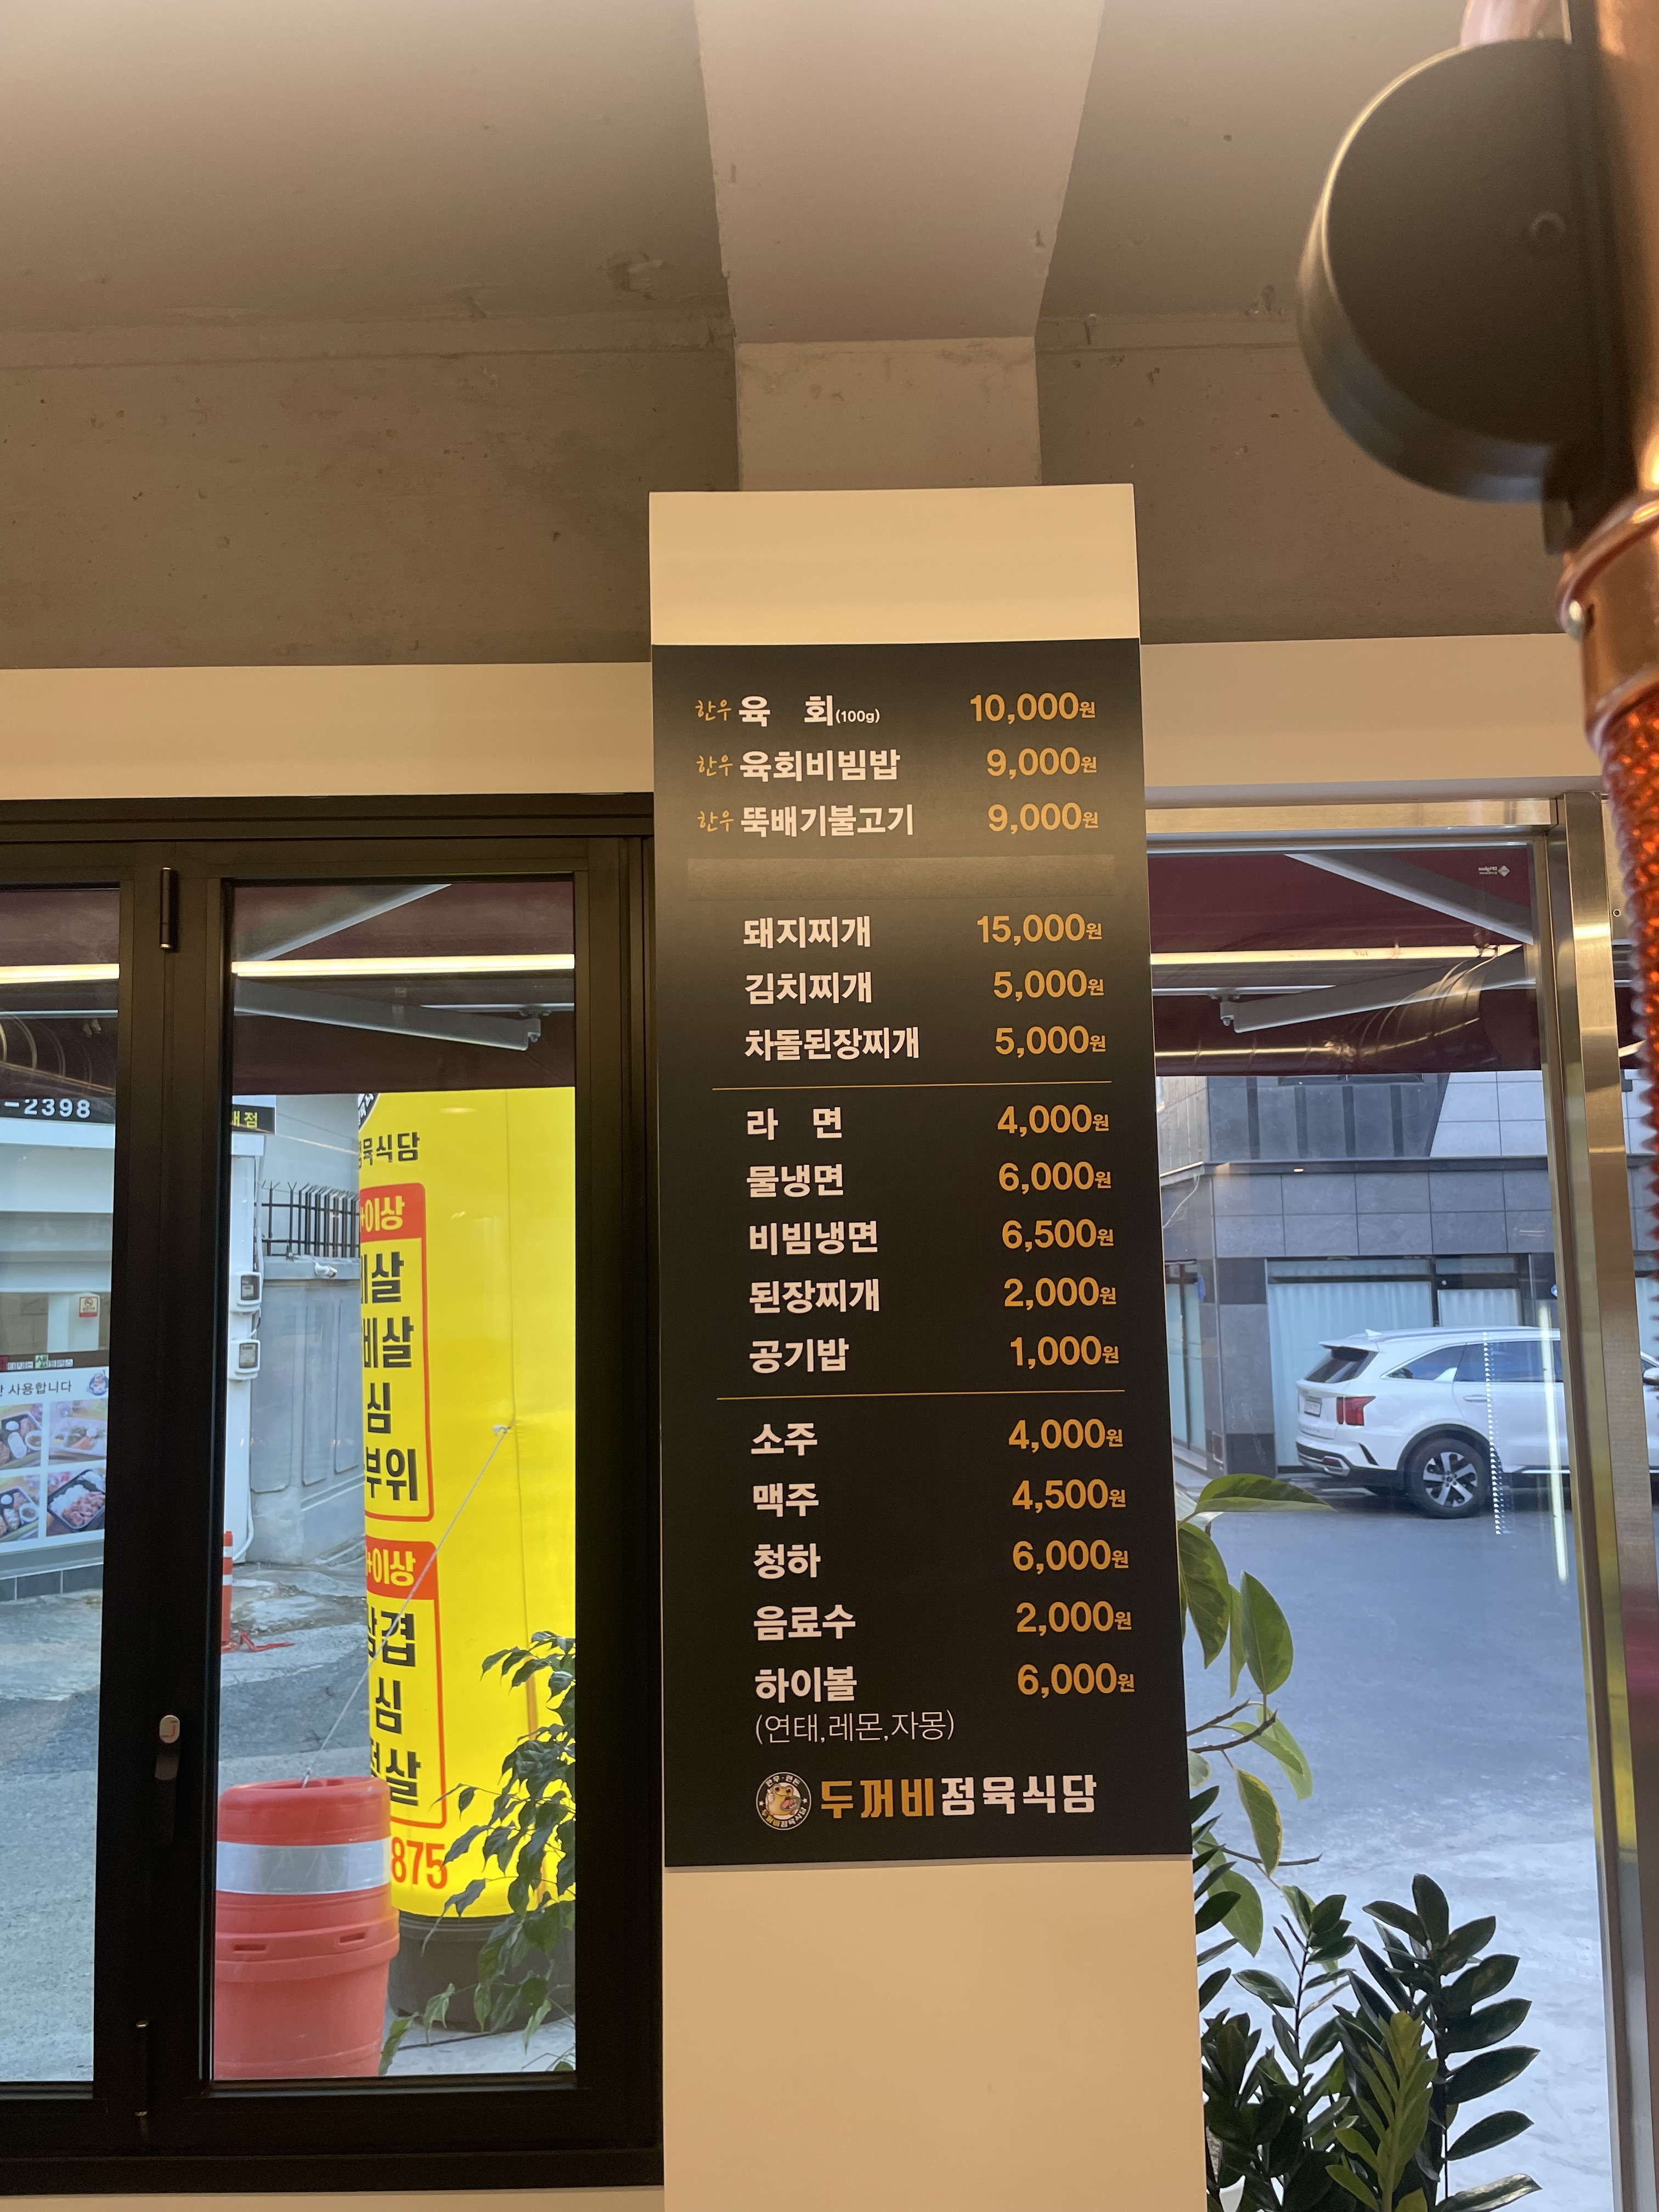 한우 육 회(100g) 10,000원
한우 육회비빔밥 9,000원
한우 뚝배기불고기 9,000원
돼지찌개 15,000원
김치찌개 5,000원
차돌된장찌개 5,000원
라 면 4,000원
물냉면 6,000원
비빔냉면 6,500원
된장찌개 2,000원
공기밥 1,000원
소주 4,000원
맥주 4,500원
청하 6,000원
음료수 2,000원
하이볼 6,000원
(연태,레몬,자몽)
두꺼비정육식당
-2398
사용합니다
육식담
+이상
살
비살
심
부위
+이상
겹
심
살
875